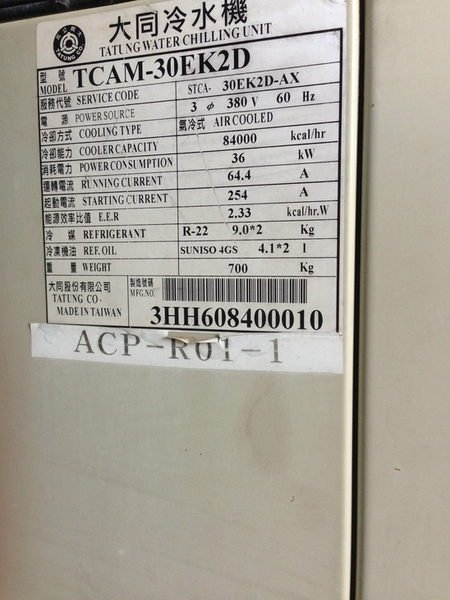 大同冷水機
TATUNG CO.
TATUNG WATER CHILLING UNIT
型號 MODEL TCAM-30EK2D
服務代號 SERVICE CODE STCA- 30EK2D-AX
電源 POWER SOURCE 3 ø 380 V 60 Hz
冷卻方式 COOLING TYPE 氣冷式 AIR COOLED
冷卻能力 COOLER CAPACITY 84000 kcal/hr
消耗電力 POWER CONSUMPTION 36 kW
運轉電流 RUNNING CURRENT 64.4 A
起動電流 STARTING CURRENT 254 A
能源效率比值 E.E.R 2.33 kcal/hr.W
冷媒 REFRIGERANT R-22 9.0*2 Kg
冷凍機油 REF. OIL SUNISO 4GS 4.1*2 l
重量 WEIGHT 700 Kg
大同股份有限公司
TATUNG CO.
MADE IN TAIWAN
製造號碼
MFG.NO.
3HH608400010
ACP-R01-1